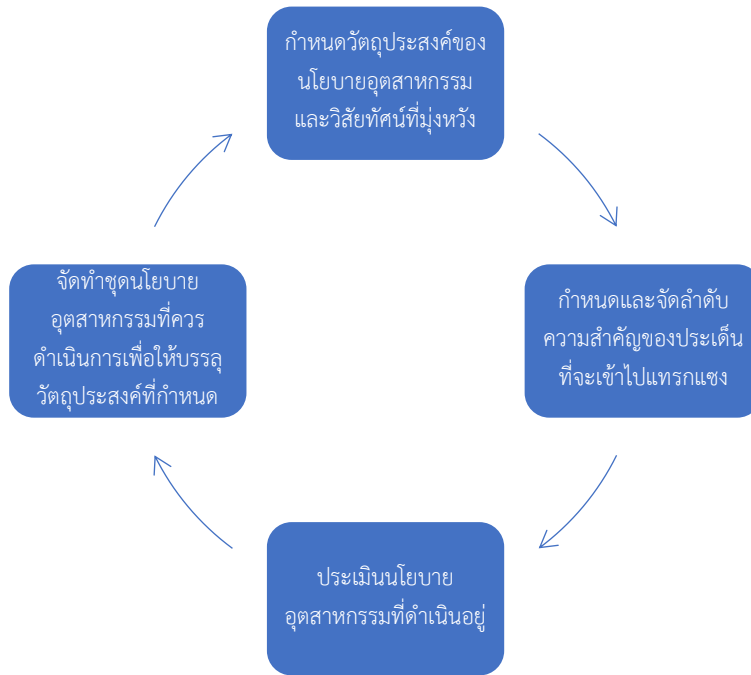 กำหนดวัตถุประสงค์ของ
นโยบายอุตสาหกรรม
และวิสัยทัศน์ที่มุ่งหวัง
กำหนดและจัดลำดับ
ความสำคัญของประเด็น
ที่จะเข้าไปแทรกแซง
ประเมินนโยบาย
อุตสาหกรรมที่ดำเนินอยู่
จัดทำชุดนโยบาย
อุตสาหกรรมที่ควร
ดำเนินการเพื่อให้บรรลุ
วัตถุประสงค์ที่กำหนด